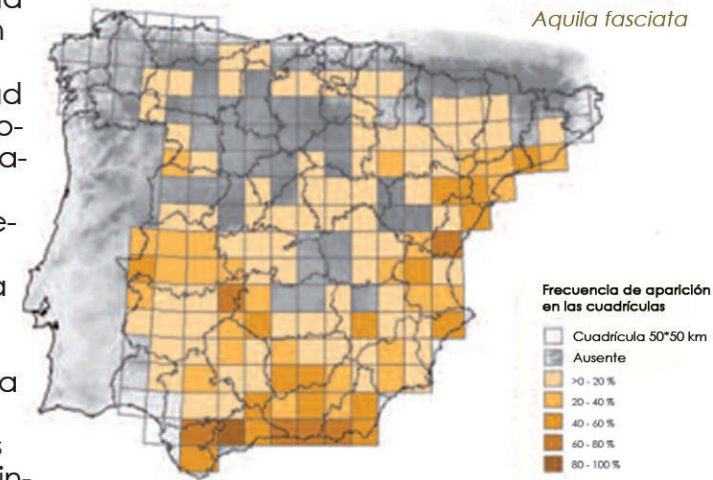 Aquila fasciata
Frecuencia de aparición
en las cuadrículas
Cuadrícula 50*50 km
Ausente
>0 - 20 %
20 - 40 %
40 - 60 %
60 - 80 %
80 - 100 %